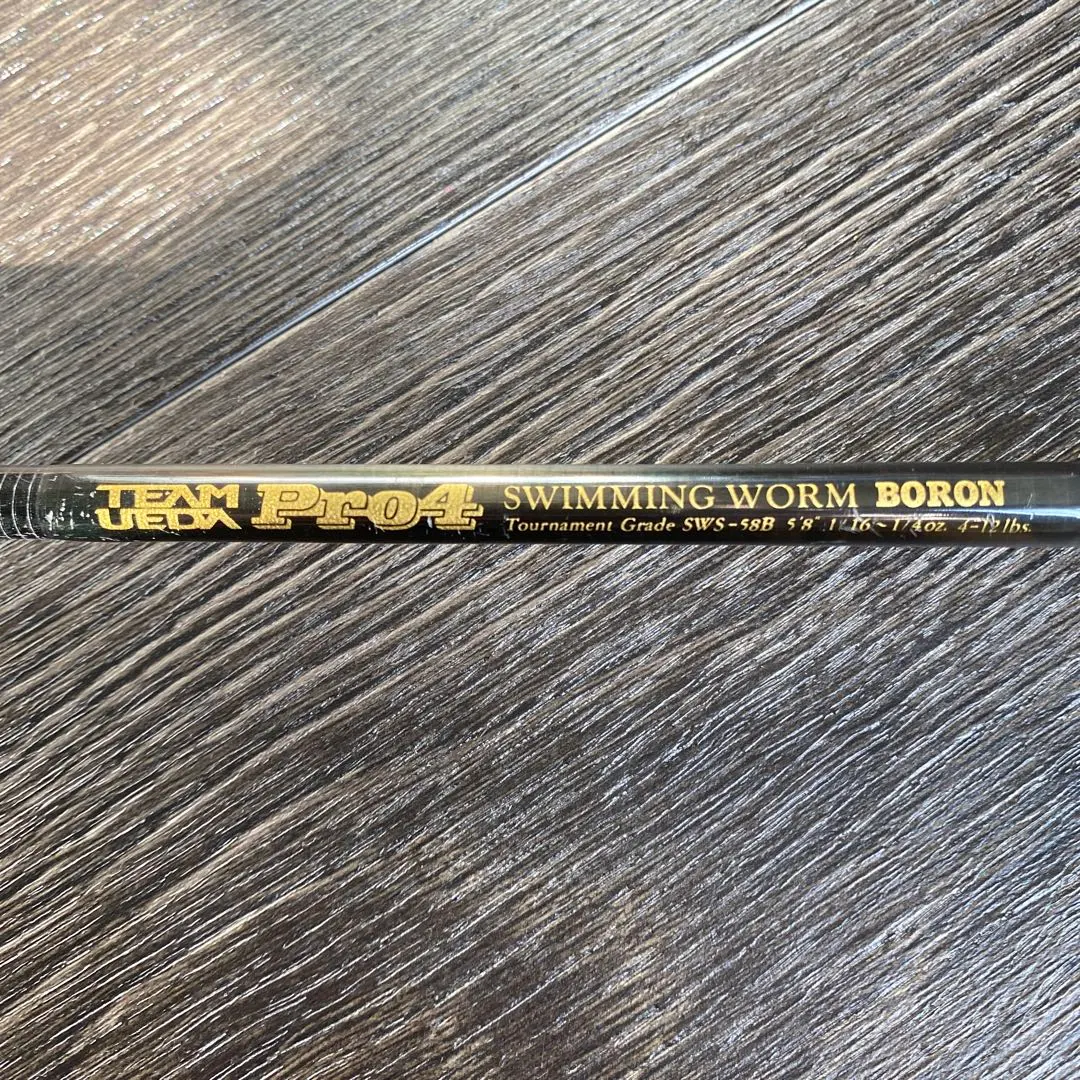 TEAM UEDA Pro4 SWIMMING WORM BORON
Tournament Grade SWS-58B 5'8" 1/16~1/4oz. 4-12lbs.